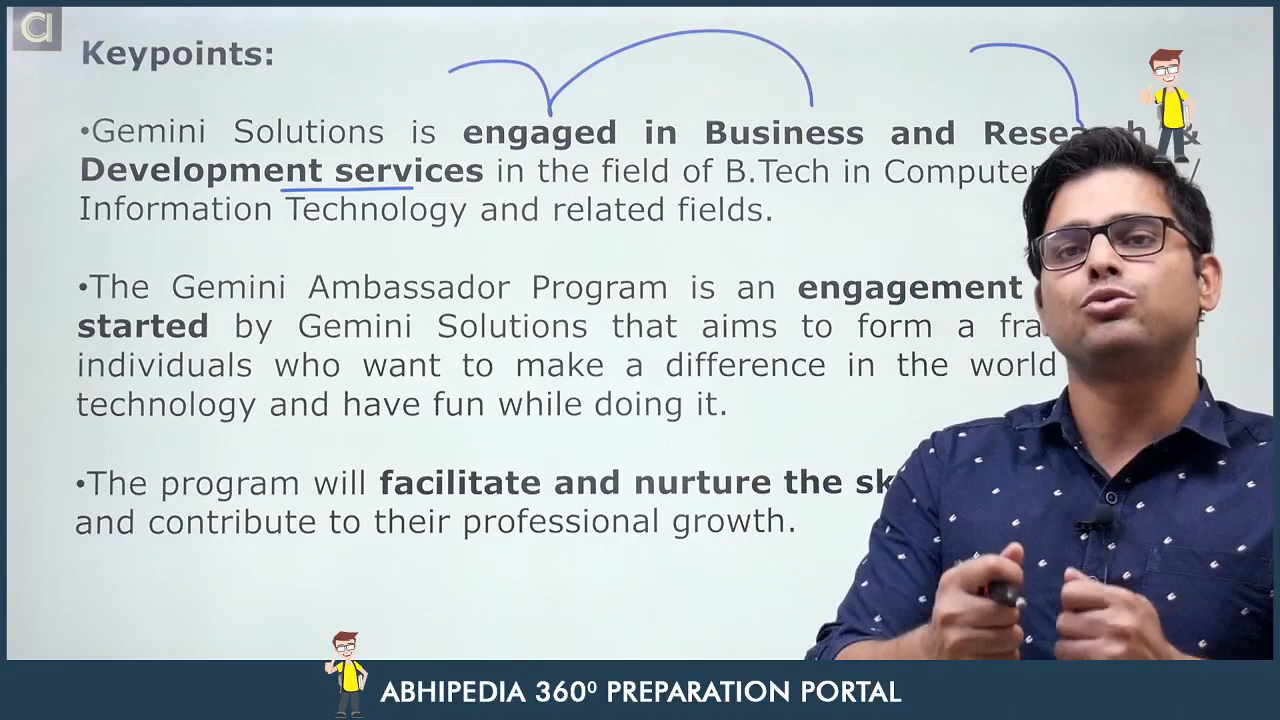 Keypoints:
•Gemini Solutions is engaged in Business and Research &
Development services in the field of B.Tech in Computer /
Information Technology and related fields.
•The Gemini Ambassador Program is an engagement
started by Gemini Solutions that aims to form a
individuals who want to make a difference in the world
technology and have fun while doing it.
•The program will facilitate and nurture the
and contribute to their professional growth.
ABHIPEDIA 360⁰ PREPARATION PORTAL